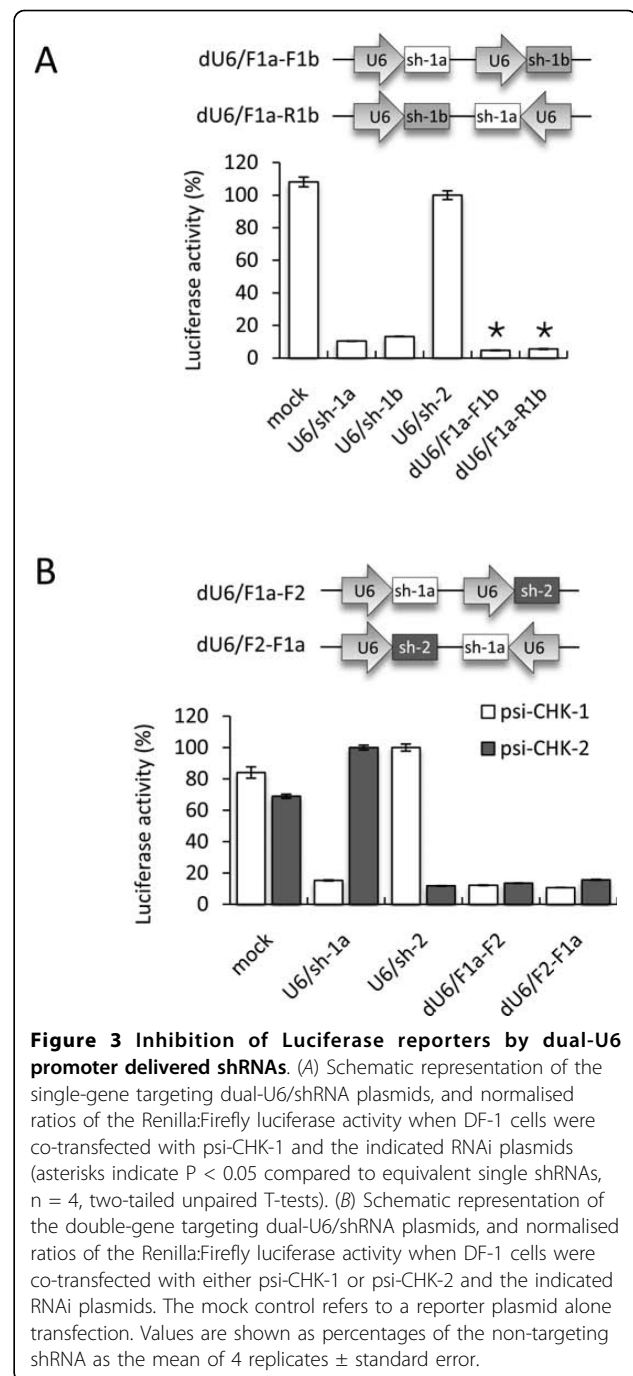 A
dU6/F1a-F1b
U6 sh-1a U6 sh-1b
dU6/F1a-R1b
U6 sh-1b sh-1a U6
Luciferase activity (%)
120
100
80
60
40
20
0
* *
mock
U6/sh-1a
U6/sh-1b
U6/sh-2
dU6/F1a-F1b
dU6/F1a-R1b
B
dU6/F1a-F2
U6 sh-1a U6 sh-2
dU6/F2-F1a
U6 sh-2 sh-1a U6
Luciferase activity (%)
120
100
80
60
40
20
0
psi-CHK-1
psi-CHK-2
mock
U6/sh-1a
U6/sh-2
dU6/F1a-F2
dU6/F2-F1a
Figure 3 Inhibition of Luciferase reporters by dual-U6
promoter delivered shRNAs. (A) Schematic representation of the
single-gene targeting dual-U6/shRNA plasmids, and normalised
ratios of the Renilla:Firefly luciferase activity when DF-1 cells were
co-transfected with psi-CHK-1 and the indicated RNAi plasmids
(asterisks indicate P < 0.05 compared to equivalent single shRNAs,
n = 4, two-tailed unpaired T-tests). (B) Schematic representation of
the double-gene targeting dual-U6/shRNA plasmids, and normalised
ratios of the Renilla:Firefly luciferase activity when DF-1 cells were
co-transfected with either psi-CHK-1 or psi-CHK-2 and the indicated
RNAi plasmids. The mock control refers to a reporter plasmid alone
transfection. Values are shown as percentages of the non-targeting
shRNA as the mean of 4 replicates ± standard error.